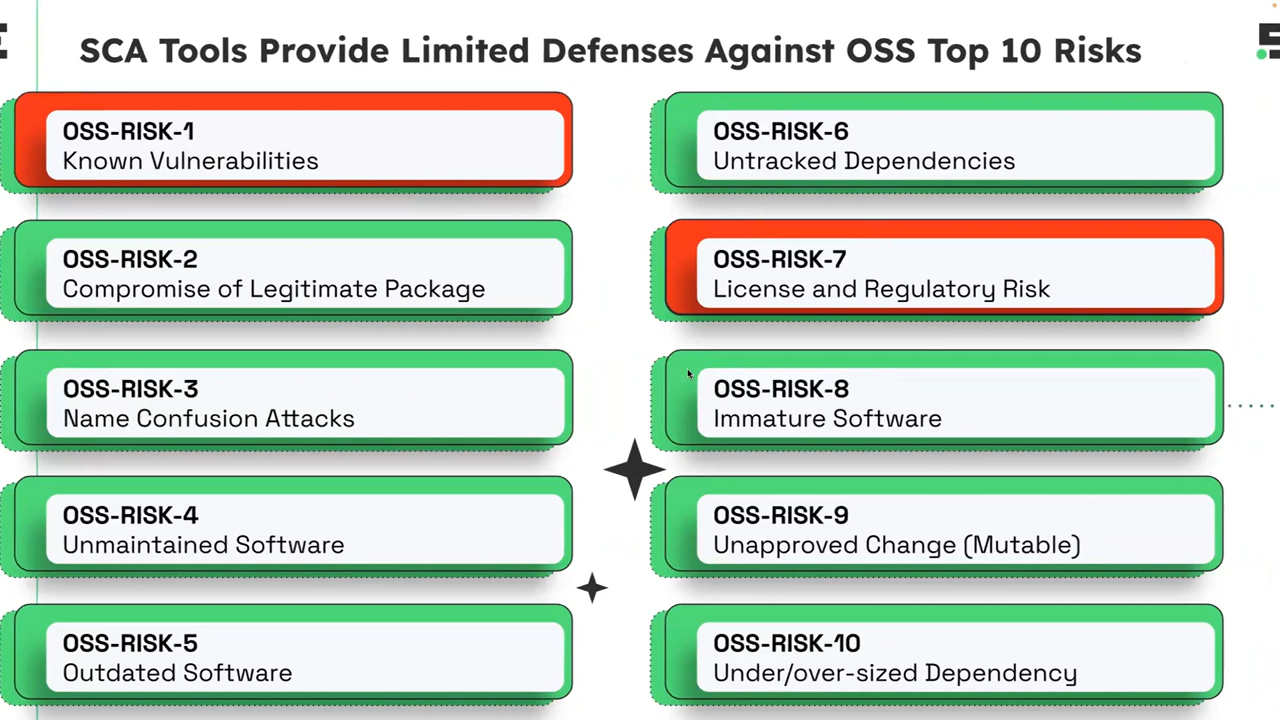 SCA Tools Provide Limited Defenses Against OSS Top 10 Risks
OSS-RISK-1
Known Vulnerabilities
OSS-RISK-2
Compromise of Legitimate Package
OSS-RISK-3
Name Confusion Attacks
OSS-RISK-4
Unmaintained Software
OSS-RISK-5
Outdated Software
OSS-RISK-6
Untracked Dependencies
OSS-RISK-7
License and Regulatory Risk
OSS-RISK-8
Immature Software
OSS-RISK-9
Unapproved Change (Mutable)
OSS-RISK-10
Under/over-sized Dependency